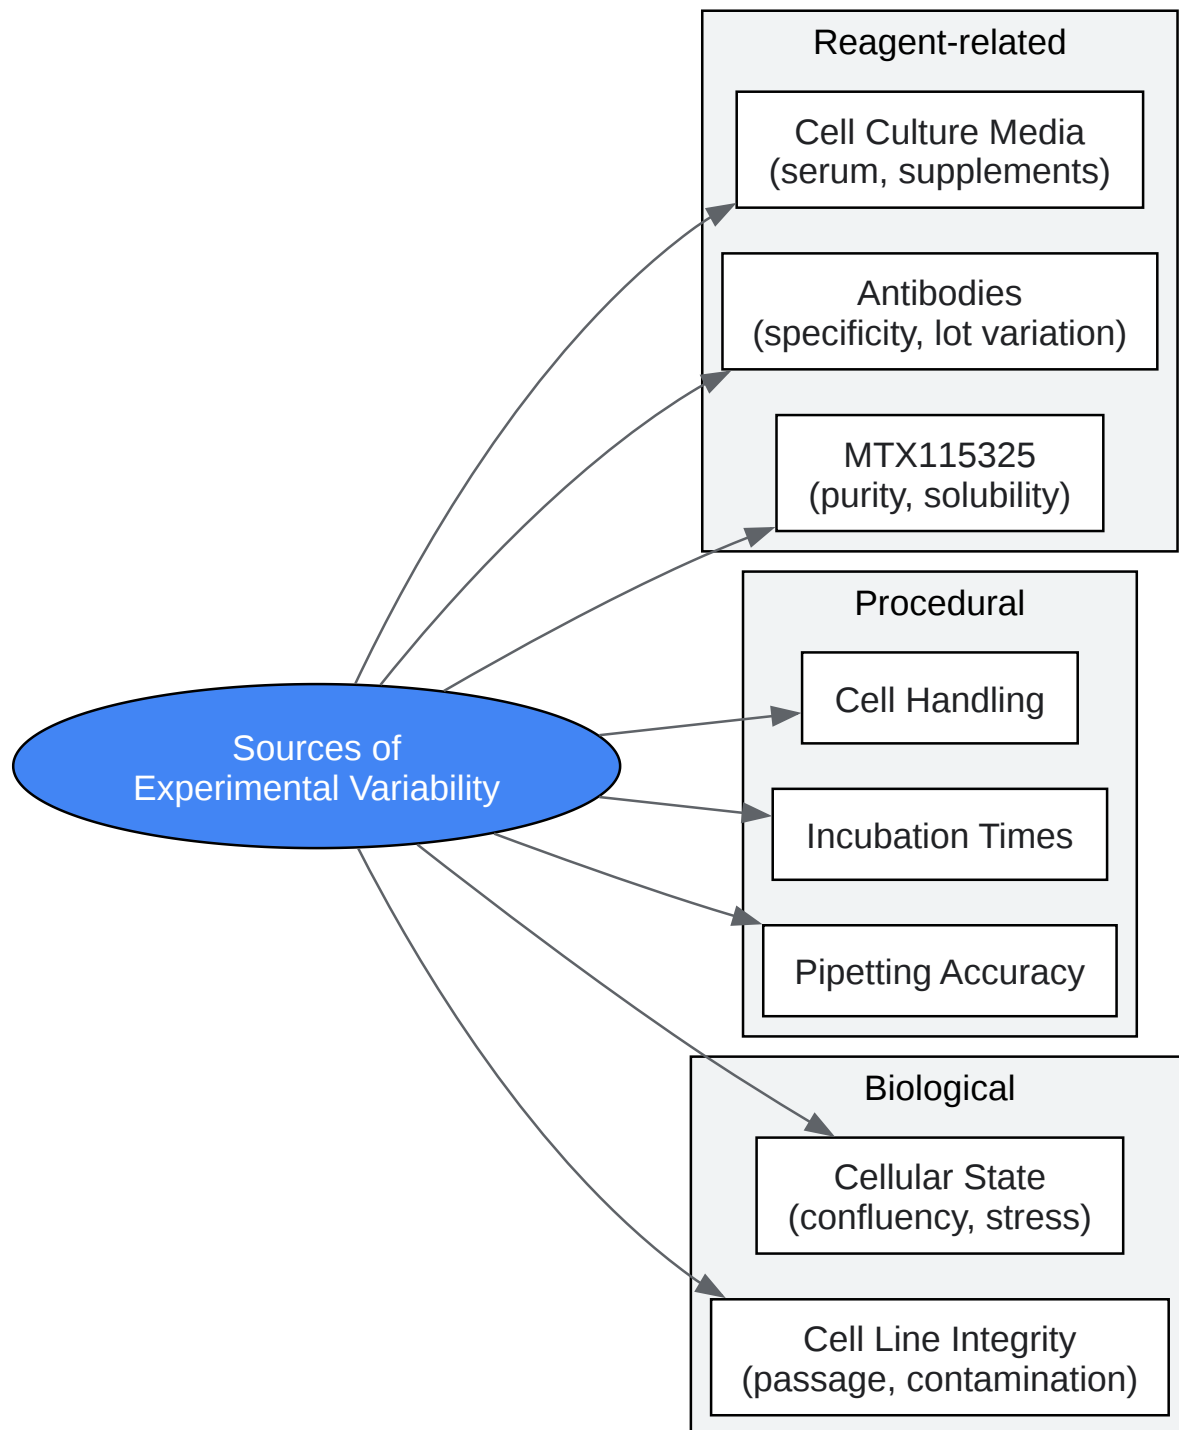 Reagent-related
Cell Culture Media
(serum, supplements)
Antibodies
(specificity, lot variation)
MTX115325
(purity, solubility)
Procedural
Cell Handling
Sources of
Experimental Variability
Incubation Times
Pipetting Accuracy
Biological
Cellular State
(confluency, stress)
Cell Line Integrity
(passage, contamination)